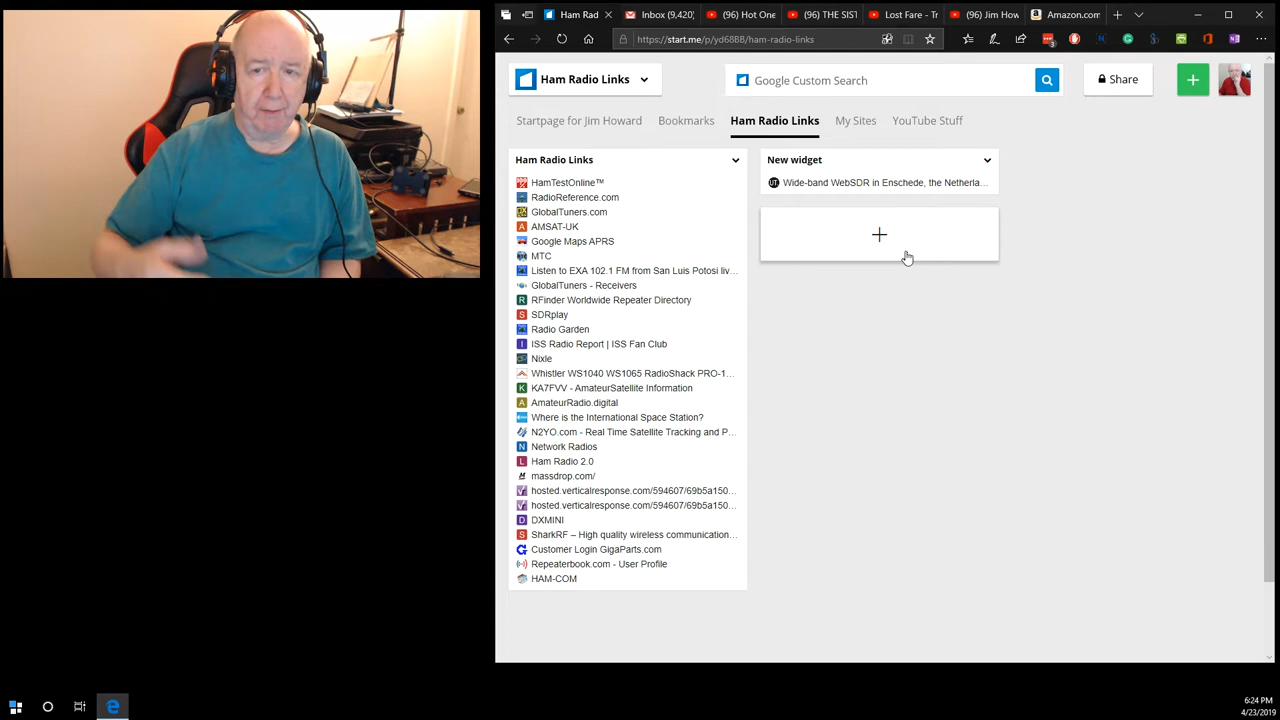 Ham Rad
Inbox (9,420)
(96) Hot One
(96) THE SIST
Lost Fare - Tr
(96) Jim How
Amazon.com
https://start.me/p/yd68BB/ham-radio-links
3
Ham Radio Links
Google Custom Search
Share
Startpage for Jim Howard
Bookmarks
Ham Radio Links
My Sites
YouTube Stuff
Ham Radio Links
HamTestOnline™
RadioReference.com
GlobalTuners.com
AMSAT-UK
Google Maps APRS
MTC
Listen to EXA 102.1 FM from San Luis Potosi liv...
GlobalTuners - Receivers
RFinder Worldwide Repeater Directory
SDRplay
Radio Garden
ISS Radio Report | ISS Fan Club
Nixle
Whistler WS1040 WS1065 RadioShack PRO-1...
KA7FVV - AmateurSatellite Information
AmateurRadio.digital
Where is the International Space Station?
N2YO.com - Real Time Satellite Tracking and P...
Network Radios
Ham Radio 2.0
massdrop.com/
hosted.verticalresponse.com/594607/69b5a150...
hosted.verticalresponse.com/594607/69b5a150...
DXMINI
SharkRF – High quality wireless communication...
Customer Login GigaParts.com
Repeaterbook.com - User Profile
HAM-COM
New widget
Wide-band WebSDR in Enschede, the Netherla...
6:24 PM
4/23/2019